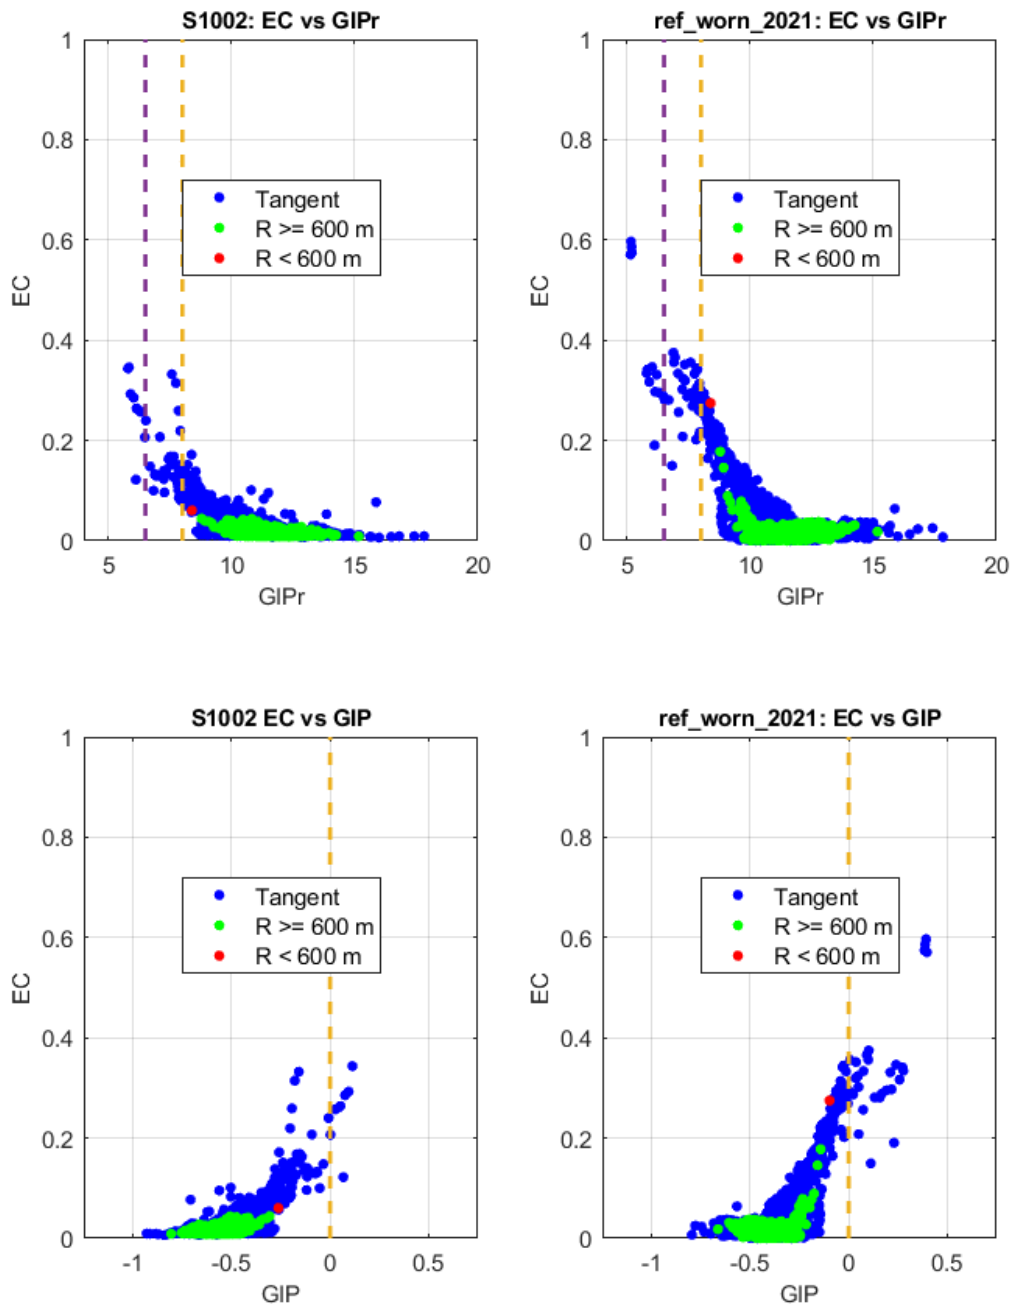 S1002: EC vs GIPr
1
0.8
0.6
0.4
0.2
0
EC
Tangent
R >= 600 m
R < 600 m
5
10
15
20
GIPr
ref_worn_2021: EC vs GIPr
1
0.8
0.6
0.4
0.2
0
EC
Tangent
R >= 600 m
R < 600 m
5
10
15
20
GIPr
S1002 EC vs GIP
1
0.8
0.6
0.4
0.2
0
EC
Tangent
R >= 600 m
R < 600 m
-1
-0.5
0
0.5
GIP
ref_worn_2021: EC vs GIP
1
0.8
0.6
0.4
0.2
0
EC
Tangent
R >= 600 m
R < 600 m
-1
-0.5
0
0.5
GIP